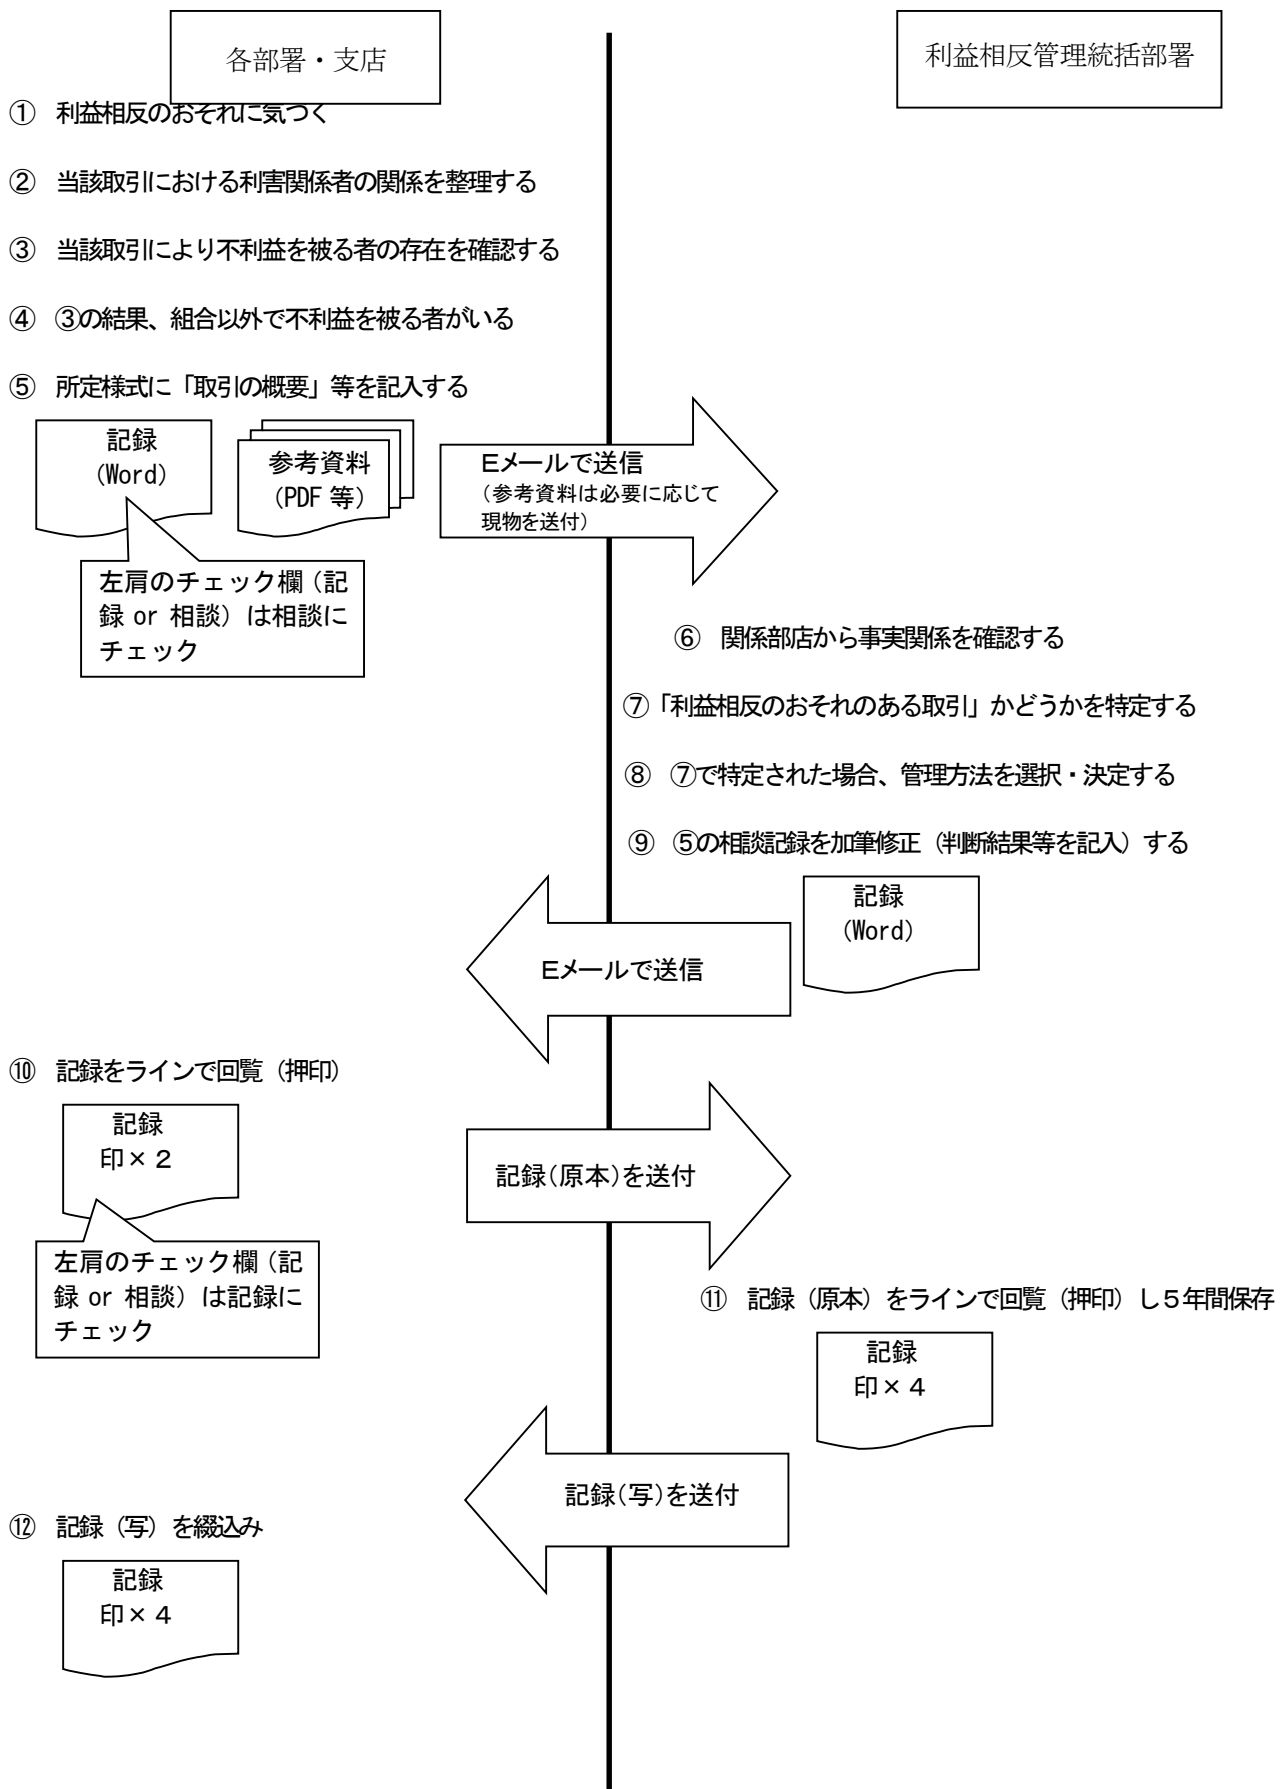 各部署・支店
利益相反管理統括部署
① 利益相反のおそれに気づく
② 当該取引における利害関係者の関係を整理する
③ 当該取引により不利益を被る者の存在を確認する
④ ③の結果、組合以外で不利益を被る者がいる
⑤ 所定様式に「取引の概要」等を記入する
記録
(Word)
参考資料
(PDF 等)
Eメールで送信
(参考資料は必要に応じて
現物を送付)
左肩のチェック欄(記
録 or 相談)は相談に
チェック
⑥ 関係部店から事実関係を確認する
⑦「利益相反のおそれのある取引」かどうかを特定する
⑧ ⑦で特定された場合、管理方法を選択・決定する
⑨ ⑤の相談記録を加筆修正(判断結果等を記入)する
記録
(Word)
Eメールで送信
⑩ 記録をラインで回覧(押印)
記録
印×2
記録(原本)を送付
左肩のチェック欄(記
録 or 相談)は記録に
チェック
⑪ 記録(原本)をラインで回覧(押印)し5年間保存
記録
印×4
記録(写)を送付
⑫ 記録(写)を綴込み
記録
印×4